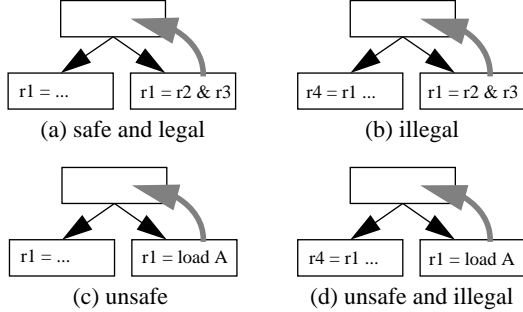 r1 = ...
r1 = r2 & r3
r4 = r1 ...
r1 = r2 & r3
(a) safe and legal
(b) illegal
r1 = ...
r1 = load A
r4 = r1 ...
r1 = load A
(c) unsafe
(d) unsafe and illegal